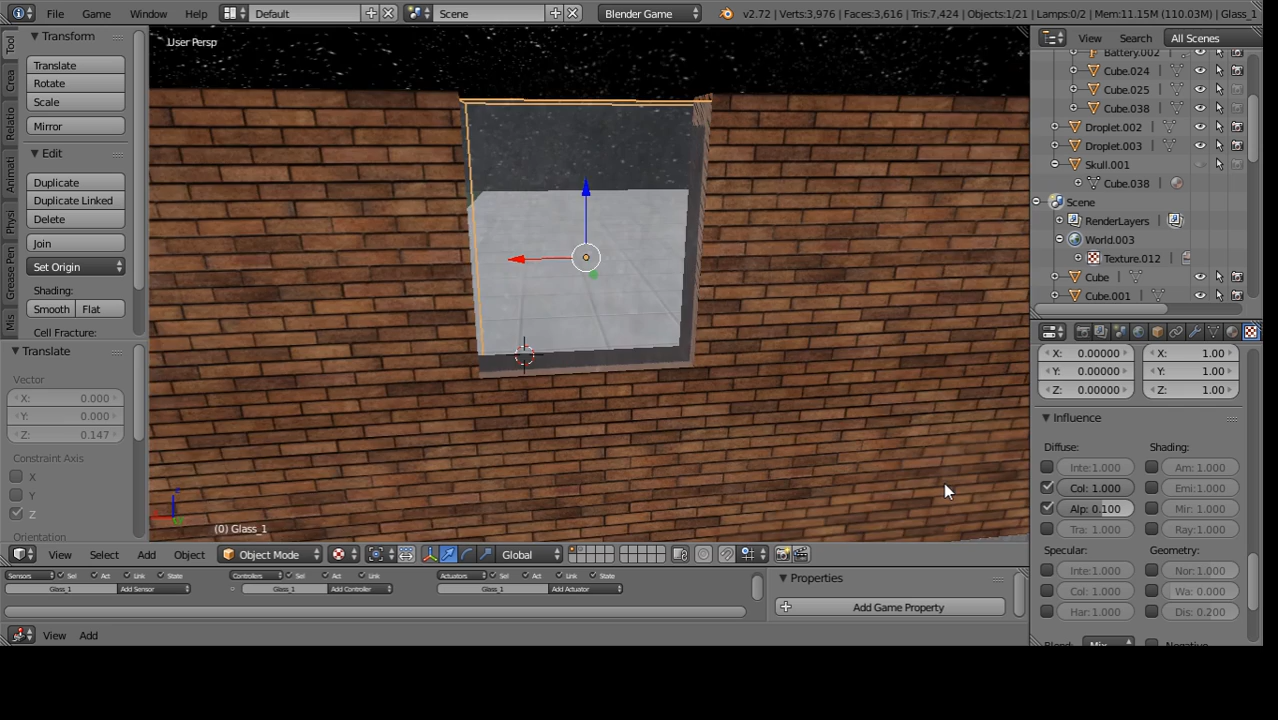 File Game Window Help Default Scene Blender Game v2.72 | Verts:3,976 | Faces:3,616 | Tris:7,424 | Objects:1/21 | Lamps:0/2 | Mem:11.15M (110.03M) | Glass_1
Tool
Crea
Relatio
Animati
Physi
Grease Pen
Mis
Transform
Translate
Rotate
Scale
Mirror
Edit
Duplicate
Duplicate Linked
Delete
Join
Set Origin
Shading:
Smooth Flat
Cell Fracture:
Translate
Vector
X: 0.000
Y: 0.000
Z: 0.147
Constraint Axis
X
Y
Z
Orientation
User Persp
(0) Glass_1
View Select Add Object Object Mode Global
Sensors Sel Act Link State Controllers Sel Act Link Actuators Sel Act Link State
Glass_1 Add Sensor Glass_1 Add Controller Glass_1 Add Actuator
Properties
Add Game Property
View Add
View Search All Scenes
Battery.002
Cube.024
Cube.025
Cube.038
Droplet.002
Droplet.003
Skull.001
Cube.038
Scene
RenderLayers
World.003
Texture.012
Cube
Cube.001
X: 0.00000 X: 1.00
Y: 0.00000 Y: 1.00
Z: 0.00000 Z: 1.00
Influence
Diffuse: Shading:
Inte:1.000 Am: 1.000
Col: 1.000 Emi:1.000
Alp: 0.100 Mir: 1.000
Tra: 1.000 Ray:1.000
Specular: Geometry:
Inte:1.000 Nor:1.000
Col: 1.000 Wa: 0.000
Har:1.000 Dis: 0.200